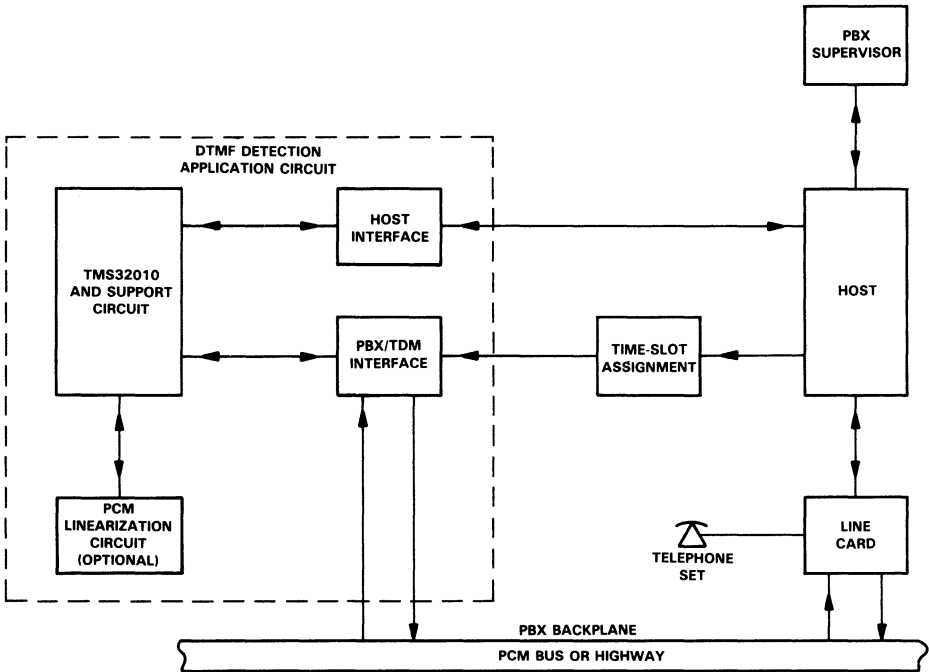 PBX
SUPERVISOR
DTMF DETECTION
APPLICATION CIRCUIT
TMS32010
AND SUPPORT
CIRCUIT
HOST
INTERFACE
HOST
PBX/TDM
INTERFACE
TIME-SLOT
ASSIGNMENT
PCM
LINEARIZATION
CIRCUIT
(OPTIONAL)
LINE
CARD
TELEPHONE
SET
PBX BACKPLANE
PCM BUS OR HIGHWAY